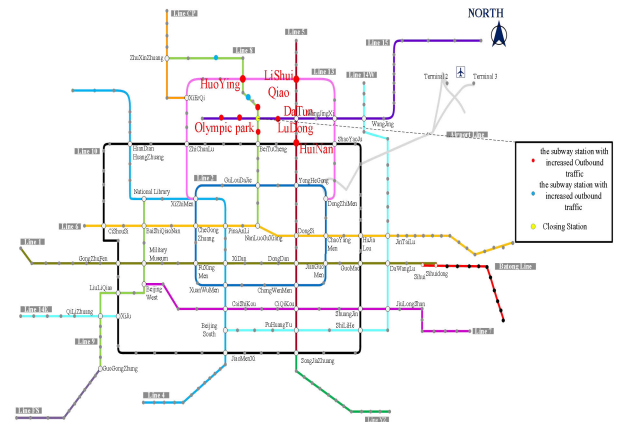 NORTH
Line CP
Line 5
Line 15
ZhuXinZhuang
Line 8
HuoYing
LiShui
Qiao
Line 13
Line 14W
Terminal 2
Terminal 3
XiErQi
DaTun
WangJingXi
Olympic park
LuLong
WangJing
Airport Line
Line 10
HuiNan
ShaoYaoJu
HaiDian
HuangZhuang
ZhiChunLu
BeiTuCheng
the subway station with
increased Outbound
traffic
the subway station with
increased outbound
traffic
Closing Station
Line 2
GuLouDaJie
YongHeGong
National Library
XiZhiMen
DongZhiMen
Line 6
CiShouSi
BaiShiQiaoNan
CheGong
Zhuang
PingAnLi
NanLuoGuXiang
DongSi
ChaoYang
Men
HuJia
Lou
JinTaiLu
Line 1
GongZhuFen
Military
Museum
FuXing
Men
XiDan
DongDan
JianGuo
Men
GuoMao
DaWangLu
Sihui
Sihuidong
Batong Line
LiuLiQiao
Beijing
West
XuanWuMen
ChongWenMen
Line 14E
QiLiZhuang
XiJu
CaiShiKou
CiQiKou
ShuangJin
JiuLongShan
Beijing
South
PuHuangYu
ShiLiHe
Line 7
Line 9
GuoGongZhang
JiaoMenXi
SongJiaZhuang
Line 4
Line FS
Line YZ